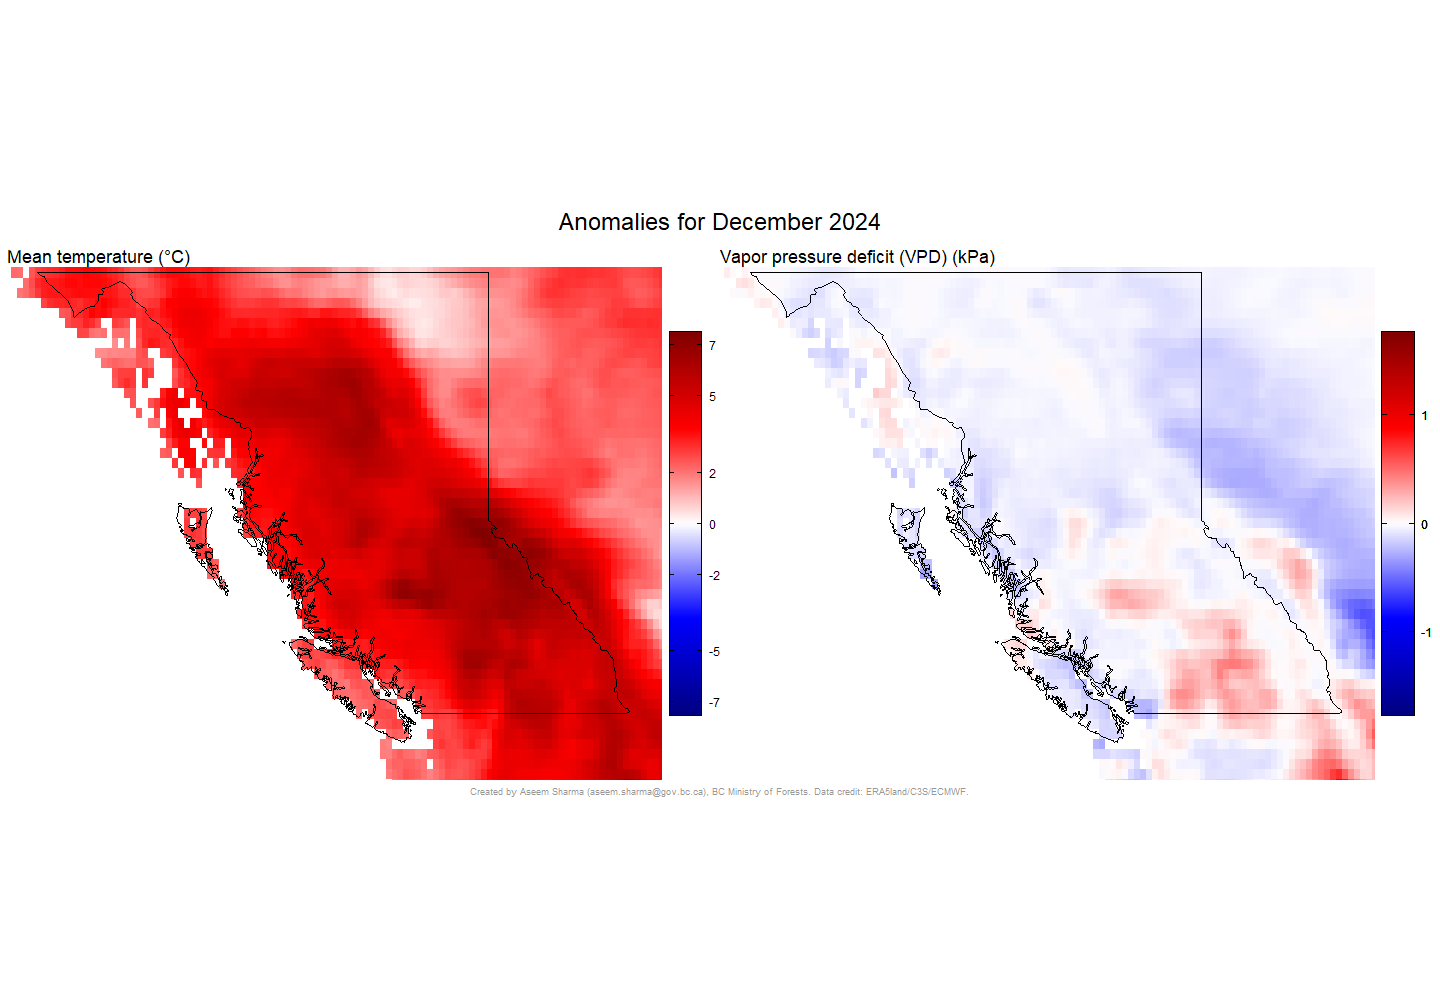 Anomalies for December 2024
Mean temperature (°C)
7
5
2
0
-2
-5
-7
Vapor pressure deficit (VPD) (kPa)
1
0
-1
Created by Aseem Sharma (aseem.sharma@gov.bc.ca), BC Ministry of Forests. Data credit: ERA5land/C3S/ECMWF.